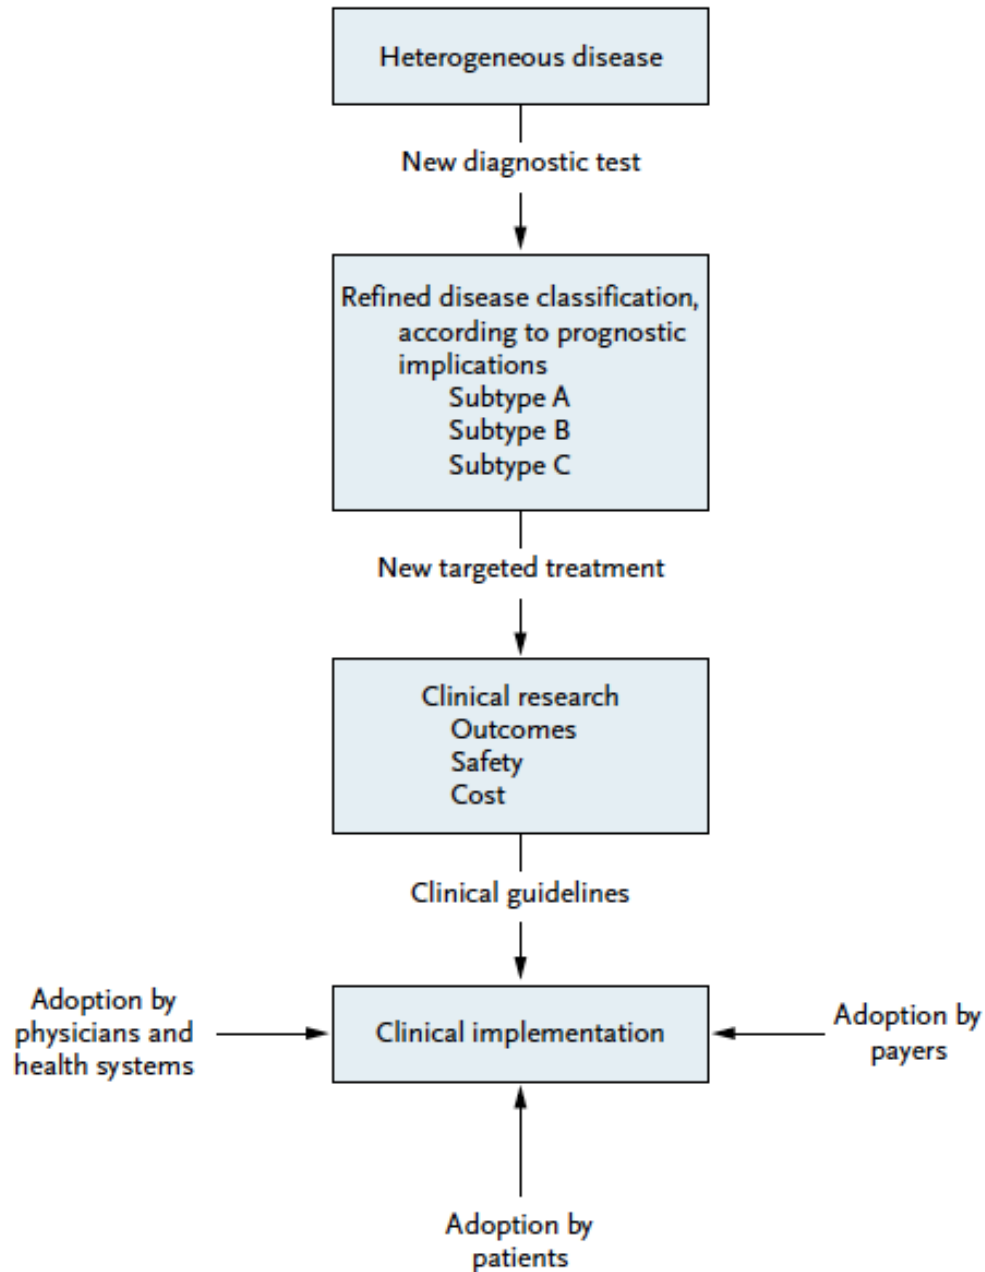 Heterogeneous disease
New diagnostic test
Refined disease classification,
according to prognostic
implications
Subtype A
Subtype B
Subtype C
New targeted treatment
Clinical research
Outcomes
Safety
Cost
Clinical guidelines
Adoption by
physicians and
health systems
Clinical implementation
Adoption by
payers
Adoption by
patients